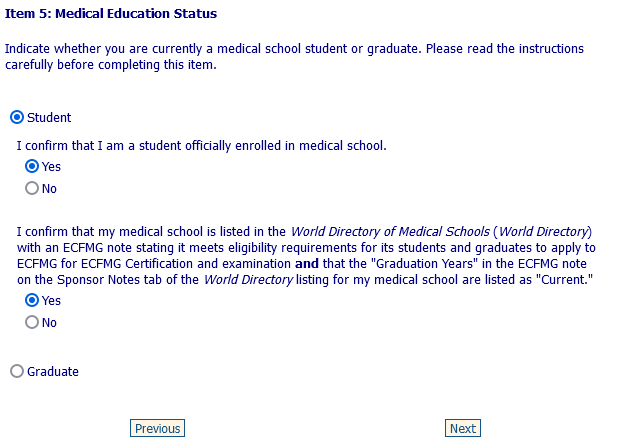 Item 5: Medical Education Status
Indicate whether you are currently a medical school student or graduate. Please read the instructions
carefully before completing this item.
Student
I confirm that I am a student officially enrolled in medical school.
Yes
No
I confirm that my medical school is listed in the World Directory of Medical Schools (World Directory)
with an ECFMG note stating it meets eligibility requirements for its students and graduates to apply to
ECFMG for ECFMG Certification and examination and that the "Graduation Years" in the ECFMG note
on the Sponsor Notes tab of the World Directory listing for my medical school are listed as "Current."
Yes
No
Graduate
Previous
Next